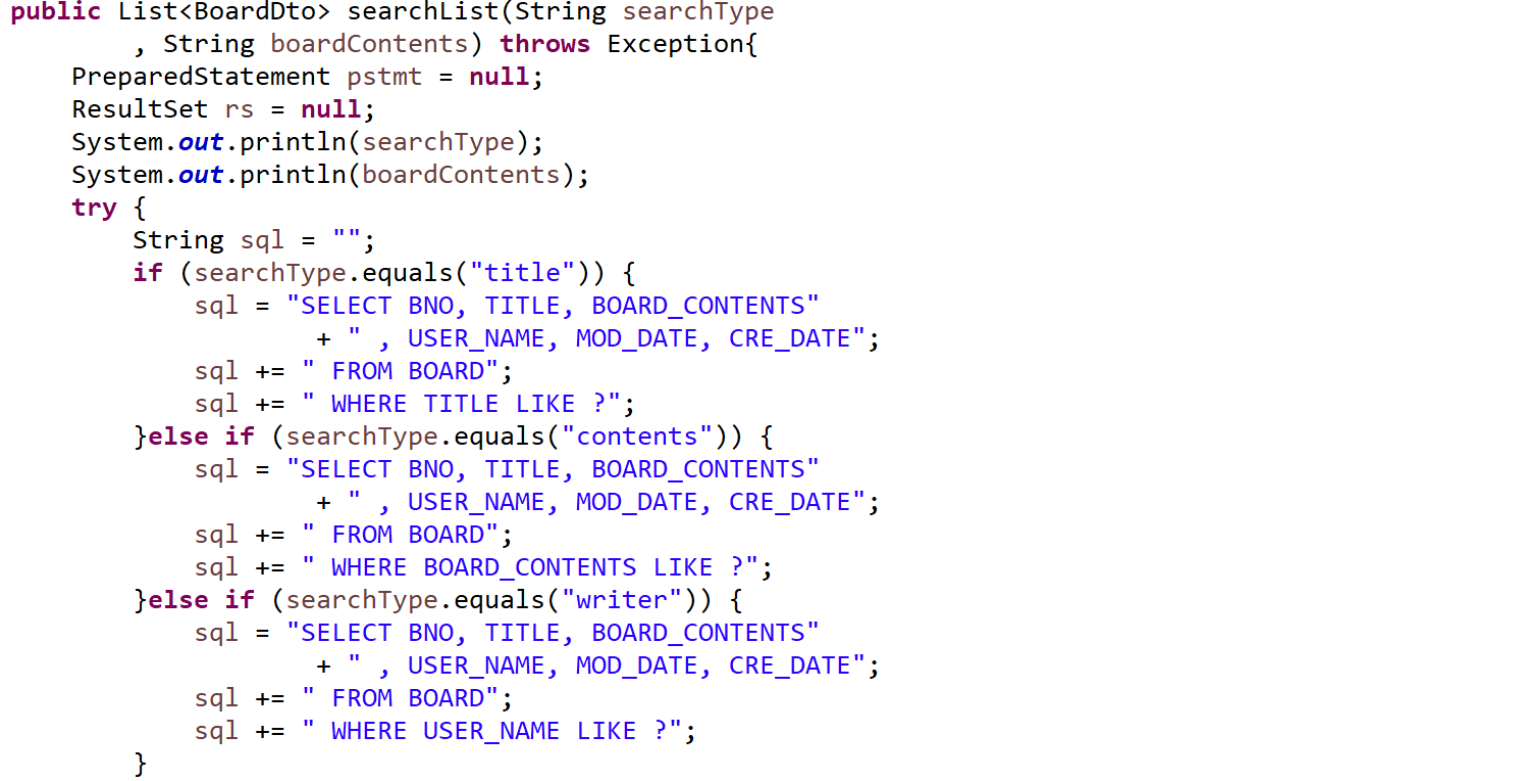 public List<BoardDto> searchList(String searchType
        , String boardContents) throws Exception{
    PreparedStatement pstmt = null;
    ResultSet rs = null;
    System.out.println(searchType);
    System.out.println(boardContents);
    try {
        String sql = "";
        if (searchType.equals("title")) {
            sql = "SELECT BNO, TITLE, BOARD_CONTENTS"
                    + " , USER_NAME, MOD_DATE, CRE_DATE";
            sql += " FROM BOARD";
            sql += " WHERE TITLE LIKE ?";
        }else if (searchType.equals("contents")) {
            sql = "SELECT BNO, TITLE, BOARD_CONTENTS"
                    + " , USER_NAME, MOD_DATE, CRE_DATE";
            sql += " FROM BOARD";
            sql += " WHERE BOARD_CONTENTS LIKE ?";
        }else if (searchType.equals("writer")) {
            sql = "SELECT BNO, TITLE, BOARD_CONTENTS"
                    + " , USER_NAME, MOD_DATE, CRE_DATE";
            sql += " FROM BOARD";
            sql += " WHERE USER_NAME LIKE ?";
        }